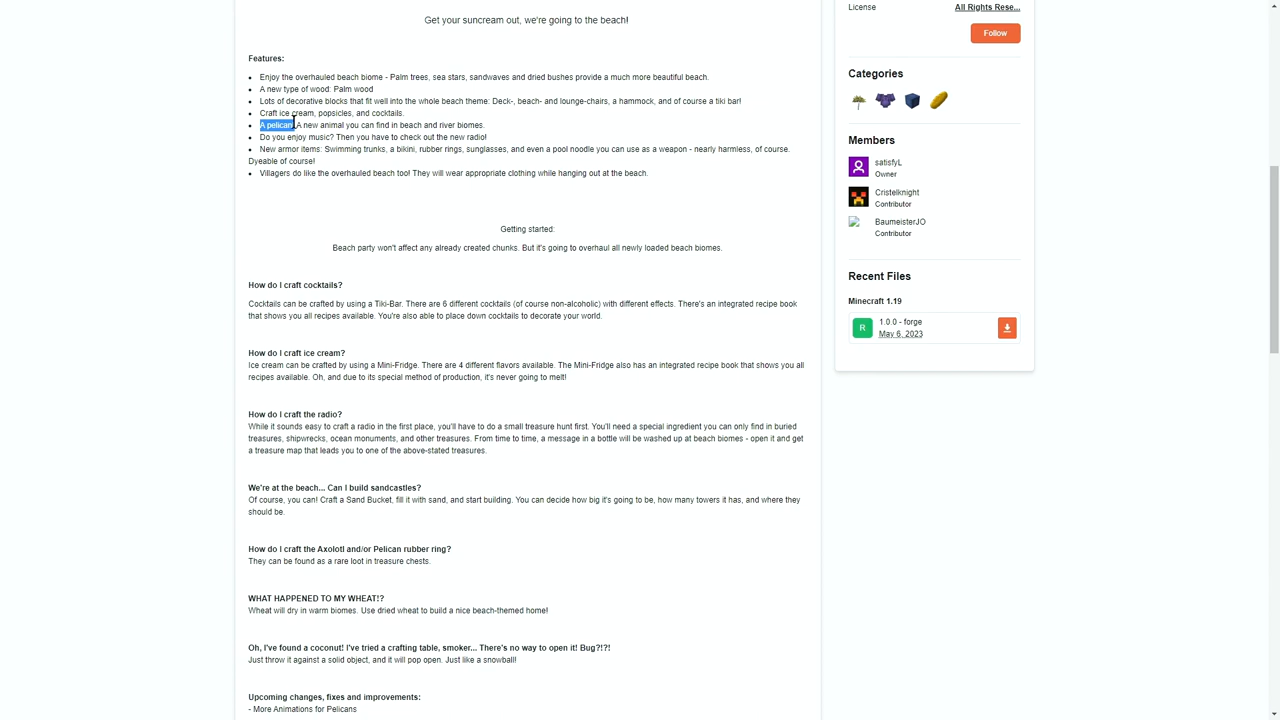 Get your suncream out, we're going to the beach!
Features:
• Enjoy the overhauled beach biome - Palm trees, sea stars, sandwaves and dried bushes provide a much more beautiful beach.
• A new type of wood: Palm wood
• Lots of decorative blocks that fit well into the whole beach theme: Deck-, beach- and lounge-chairs, a hammock, and of course a tiki bar!
• Craft ice cream, popsicles, and cocktails.
• A pelican! A new animal you can find in beach and river biomes.
• Do you enjoy music? Then you have to check out the new radio!
• New armor items: Swimming trunks, a bikini, rubber rings, sunglasses, and even a pool noodle you can use as a weapon - nearly harmless, of course.
Dyeable of course!
• Villagers do like the overhauled beach too! They will wear appropriate clothing while hanging out at the beach.
Getting started:
Beach party won't affect any already created chunks. But it's going to overhaul all newly loaded beach biomes.
How do I craft cocktails?
Cocktails can be crafted by using a Tiki-Bar. There are 6 different cocktails (of course non-alcoholic) with different effects. There's an integrated recipe book
that shows you all recipes available. You're also able to place down cocktails to decorate your world.
How do I craft ice cream?
Ice cream can be crafted by using a Mini-Fridge. There are 4 different flavors available. The Mini-Fridge also has an integrated recipe book that shows you all
recipes available. Oh, and due to its special method of production, it's never going to melt!
How do I craft the radio?
While it sounds easy to craft a radio in the first place, you'll have to do a small treasure hunt first. You'll need a special ingredient you can only find in buried
treasures, shipwrecks, ocean monuments, and other treasures. From time to time, a message in a bottle will be washed up at beach biomes - open it and get
a treasure map that leads you to one of the above-stated treasures.
We're at the beach... Can I build sandcastles?
Of course, you can! Craft a Sand Bucket, fill it with sand, and start building. You can decide how big it's going to be, how many towers it has, and where they
should be.
How do I craft the Axolotl and/or Pelican rubber ring?
They can be found as a rare loot in treasure chests.
WHAT HAPPENED TO MY WHEAT!?
Wheat will dry in warm biomes. Use dried wheat to build a nice beach-themed home!
Oh, I've found a coconut! I've tried a crafting table, smoker... There's no way to open it! Bug?!?!
Just throw it against a solid object, and it will pop open. Just like a snowball!
Upcoming changes, fixes and improvements:
- More Animations for Pelicans
License All Rights Rese...
Follow
Categories
Members
satisfyL
Owner
Cristelknight
Contributor
BaumeisterJO
Contributor
Recent Files
Minecraft 1.19
R 1.0.0 - forge
May 6, 2023